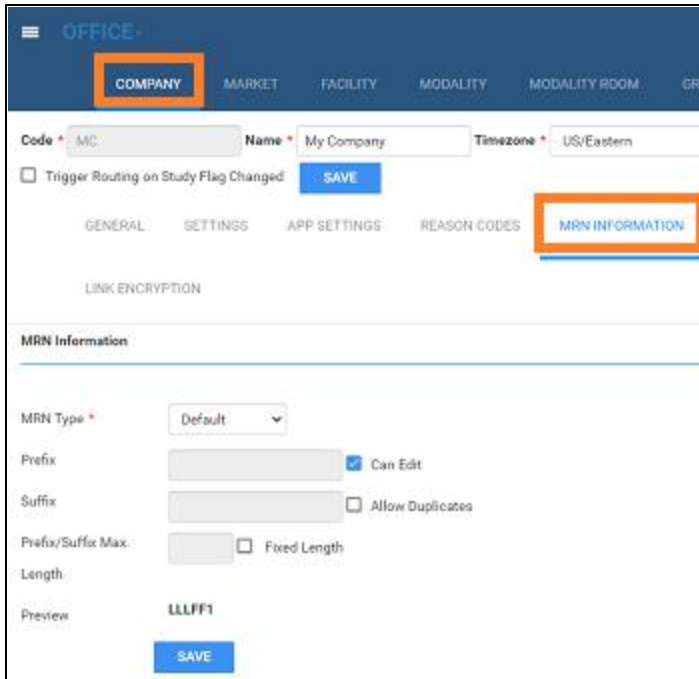 OFFICE-
COMPANY MARKET FACILITY MODALITY MODALITY ROOM GR
Code * MC Name * My Company Timezone * US/Eastern
Trigger Routing on Study Flag Changed SAVE
GENERAL SETTINGS APP SETTINGS REASON CODES MRN INFORMATION
LINK ENCRYPTION
MRN Information
MRN Type * Default
Prefix Can Edit
Suffix Allow Duplicates
Prefix/Suffix Max. Fixed Length
Length
Preview LLLFF1
SAVE